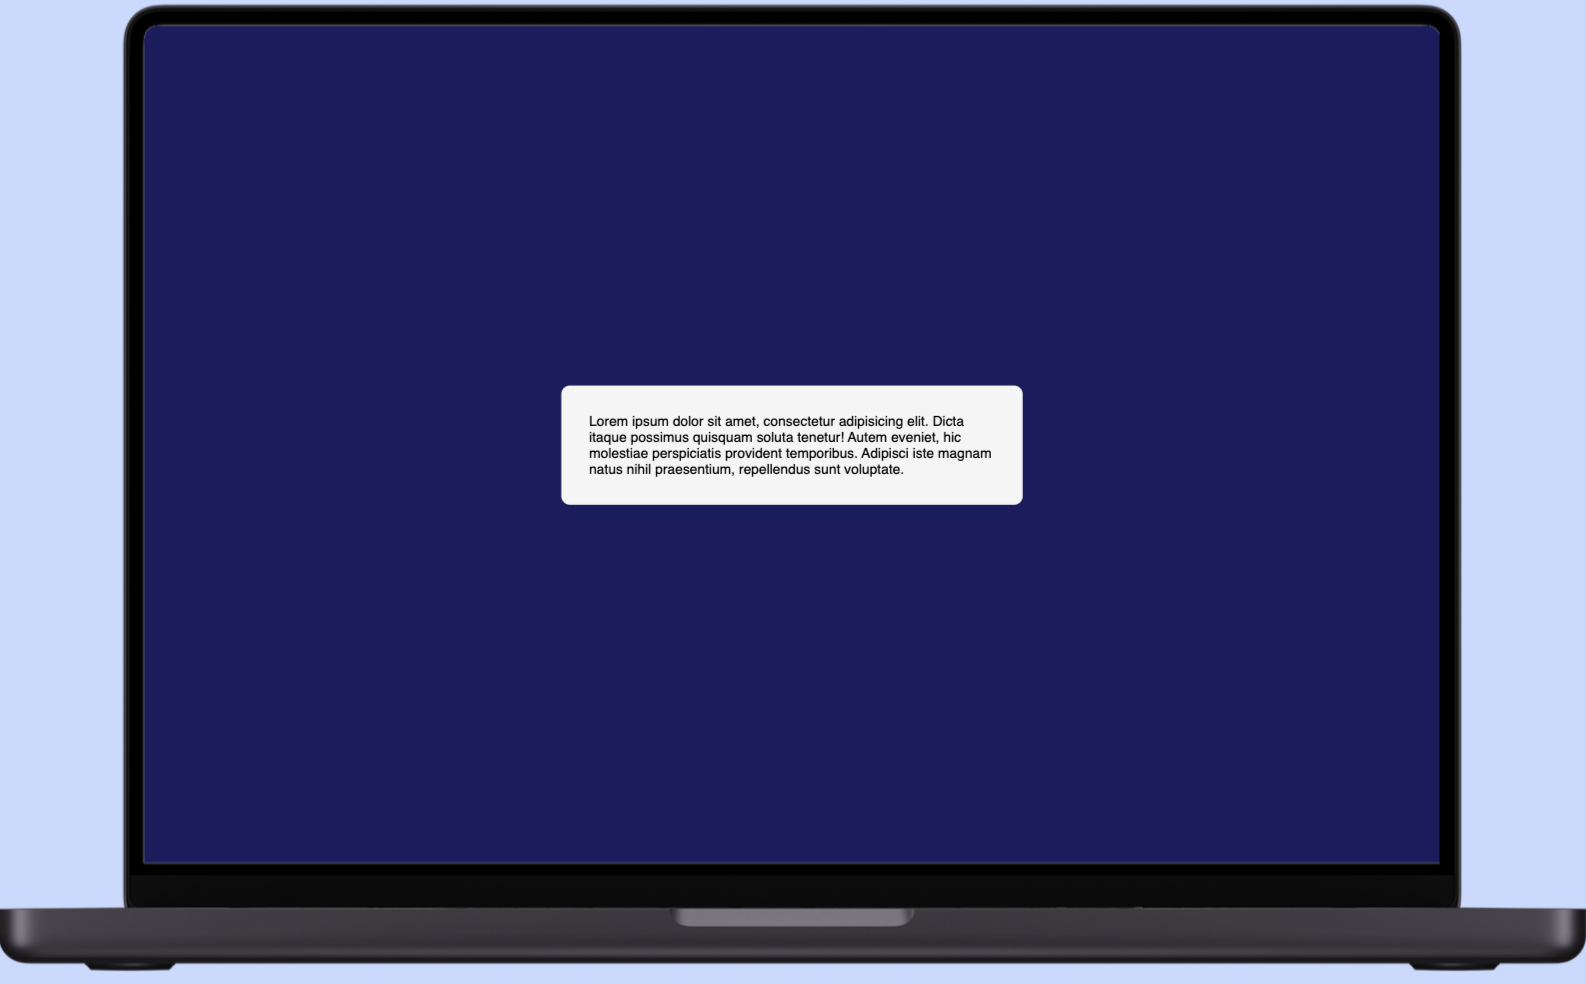 Lorem ipsum dolor sit amet, consectetur adipisicing elit. Dicta
itaque possimus quisquam soluta tenetur! Autem eveniet, hic
molestiae perspiciatis provident temporibus. Adipisci iste magnam
natus nihil praesentium, repellendus sunt voluptate.